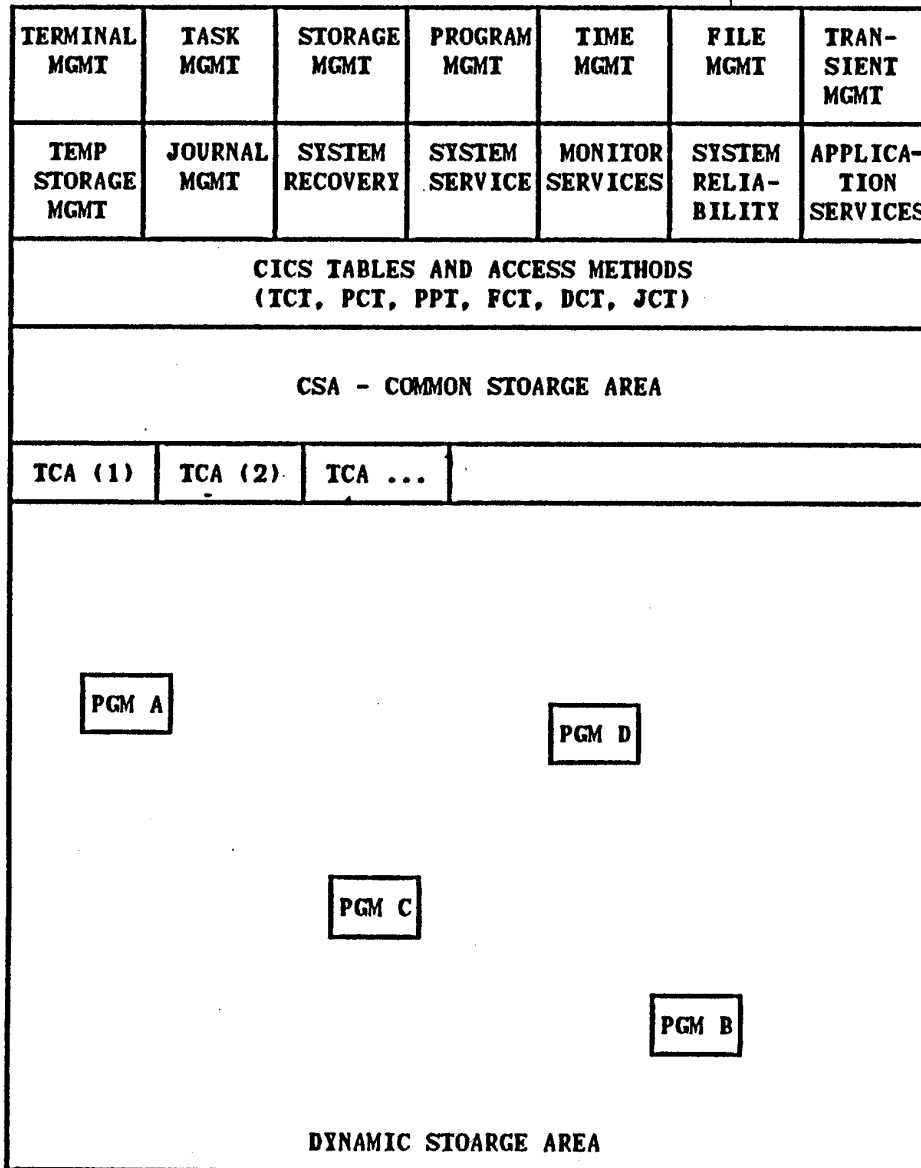 TERMINAL MGMT
TASK MGMT
STORAGE MGMT
PROGRAM MGMT
TIME MGMT
FILE MGMT
TRAN-
SIENT
MGMT
TEMP
STORAGE
MGMT
JOURNAL
MGMT
SYSTEM
RECOVERY
SYSTEM
SERVICE
MONITOR
SERVICES
SYSTEM
RELIA-
BILITY
APPLICA-
TION
SERVICES
CICS TABLES AND ACCESS METHODS
(TCT, PCT, PPT, FCT, DCT, JCT)
CSA - COMMON STOARGE AREA
TCA (1)
TCA (2)
TCA ...
PGM A
PGM D
PGM C
PGM B
DYNAMIC STOARGE AREA